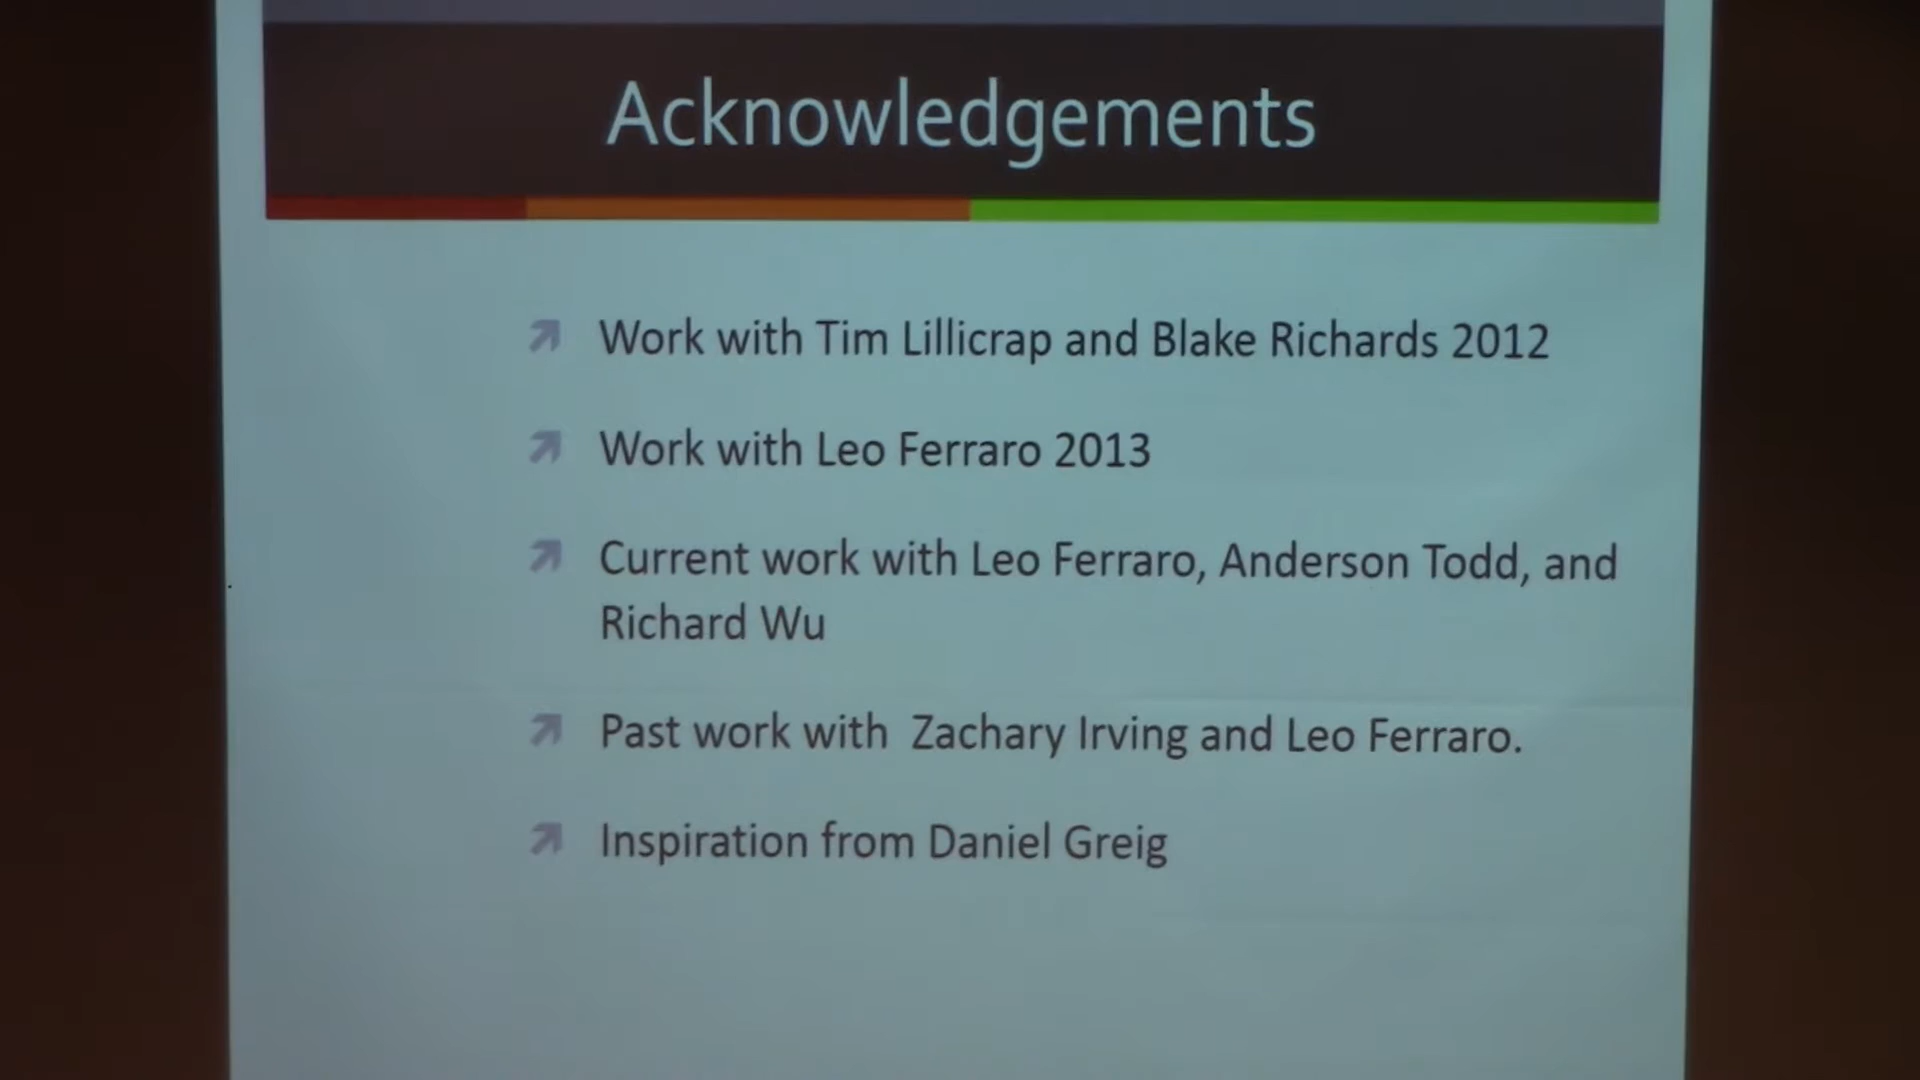 Acknowledgements
Work with Tim Lillicrap and Blake Richards 2012
Work with Leo Ferraro 2013
Current work with Leo Ferraro, Anderson Todd, and
Richard Wu
Past work with Zachary Irving and Leo Ferraro.
Inspiration from Daniel Greig